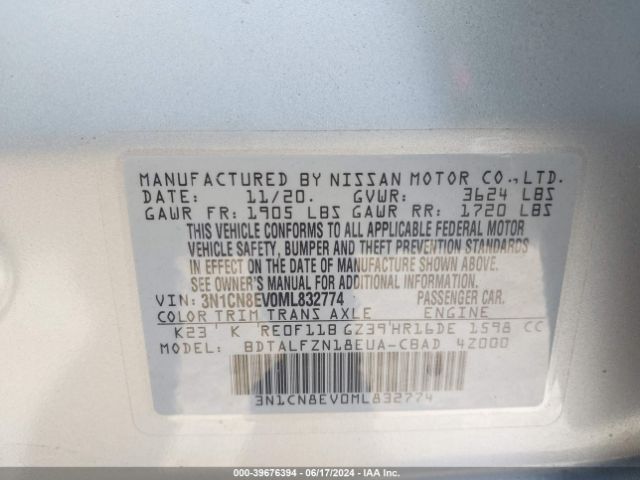 MANUFACTURED BY NISSAN MOTOR CO.,LTD.
DATE: 11/20. GVWR: 3624 LBS
GAWR FR: 1905 LBS GAWR RR: 1720 LBS
THIS VEHICLE CONFORMS TO ALL APPLICABLE FEDERAL MOTOR
VEHICLE SAFETY, BUMPER AND THEFT PREVENTION STANDARDS
IN EFFECT ON THE DATE OF MANUFACTURE SHOWN ABOVE.
SEE OWNER'S MANUAL FOR ADDITIONAL INFORMATION.
VIN: 3N1CN8EV0ML832774 PASSENGER CAR.
COLOR TRIM TRANS AXLE ENGINE
K23 K RE0F11B GZ39 HR16DE 1598 CC
MODEL: BDTALFZN18EUA-CBAD 4Z000
3N1CN8EV0ML832774
000-39676394 - 06/17/2024 - IAA Inc.